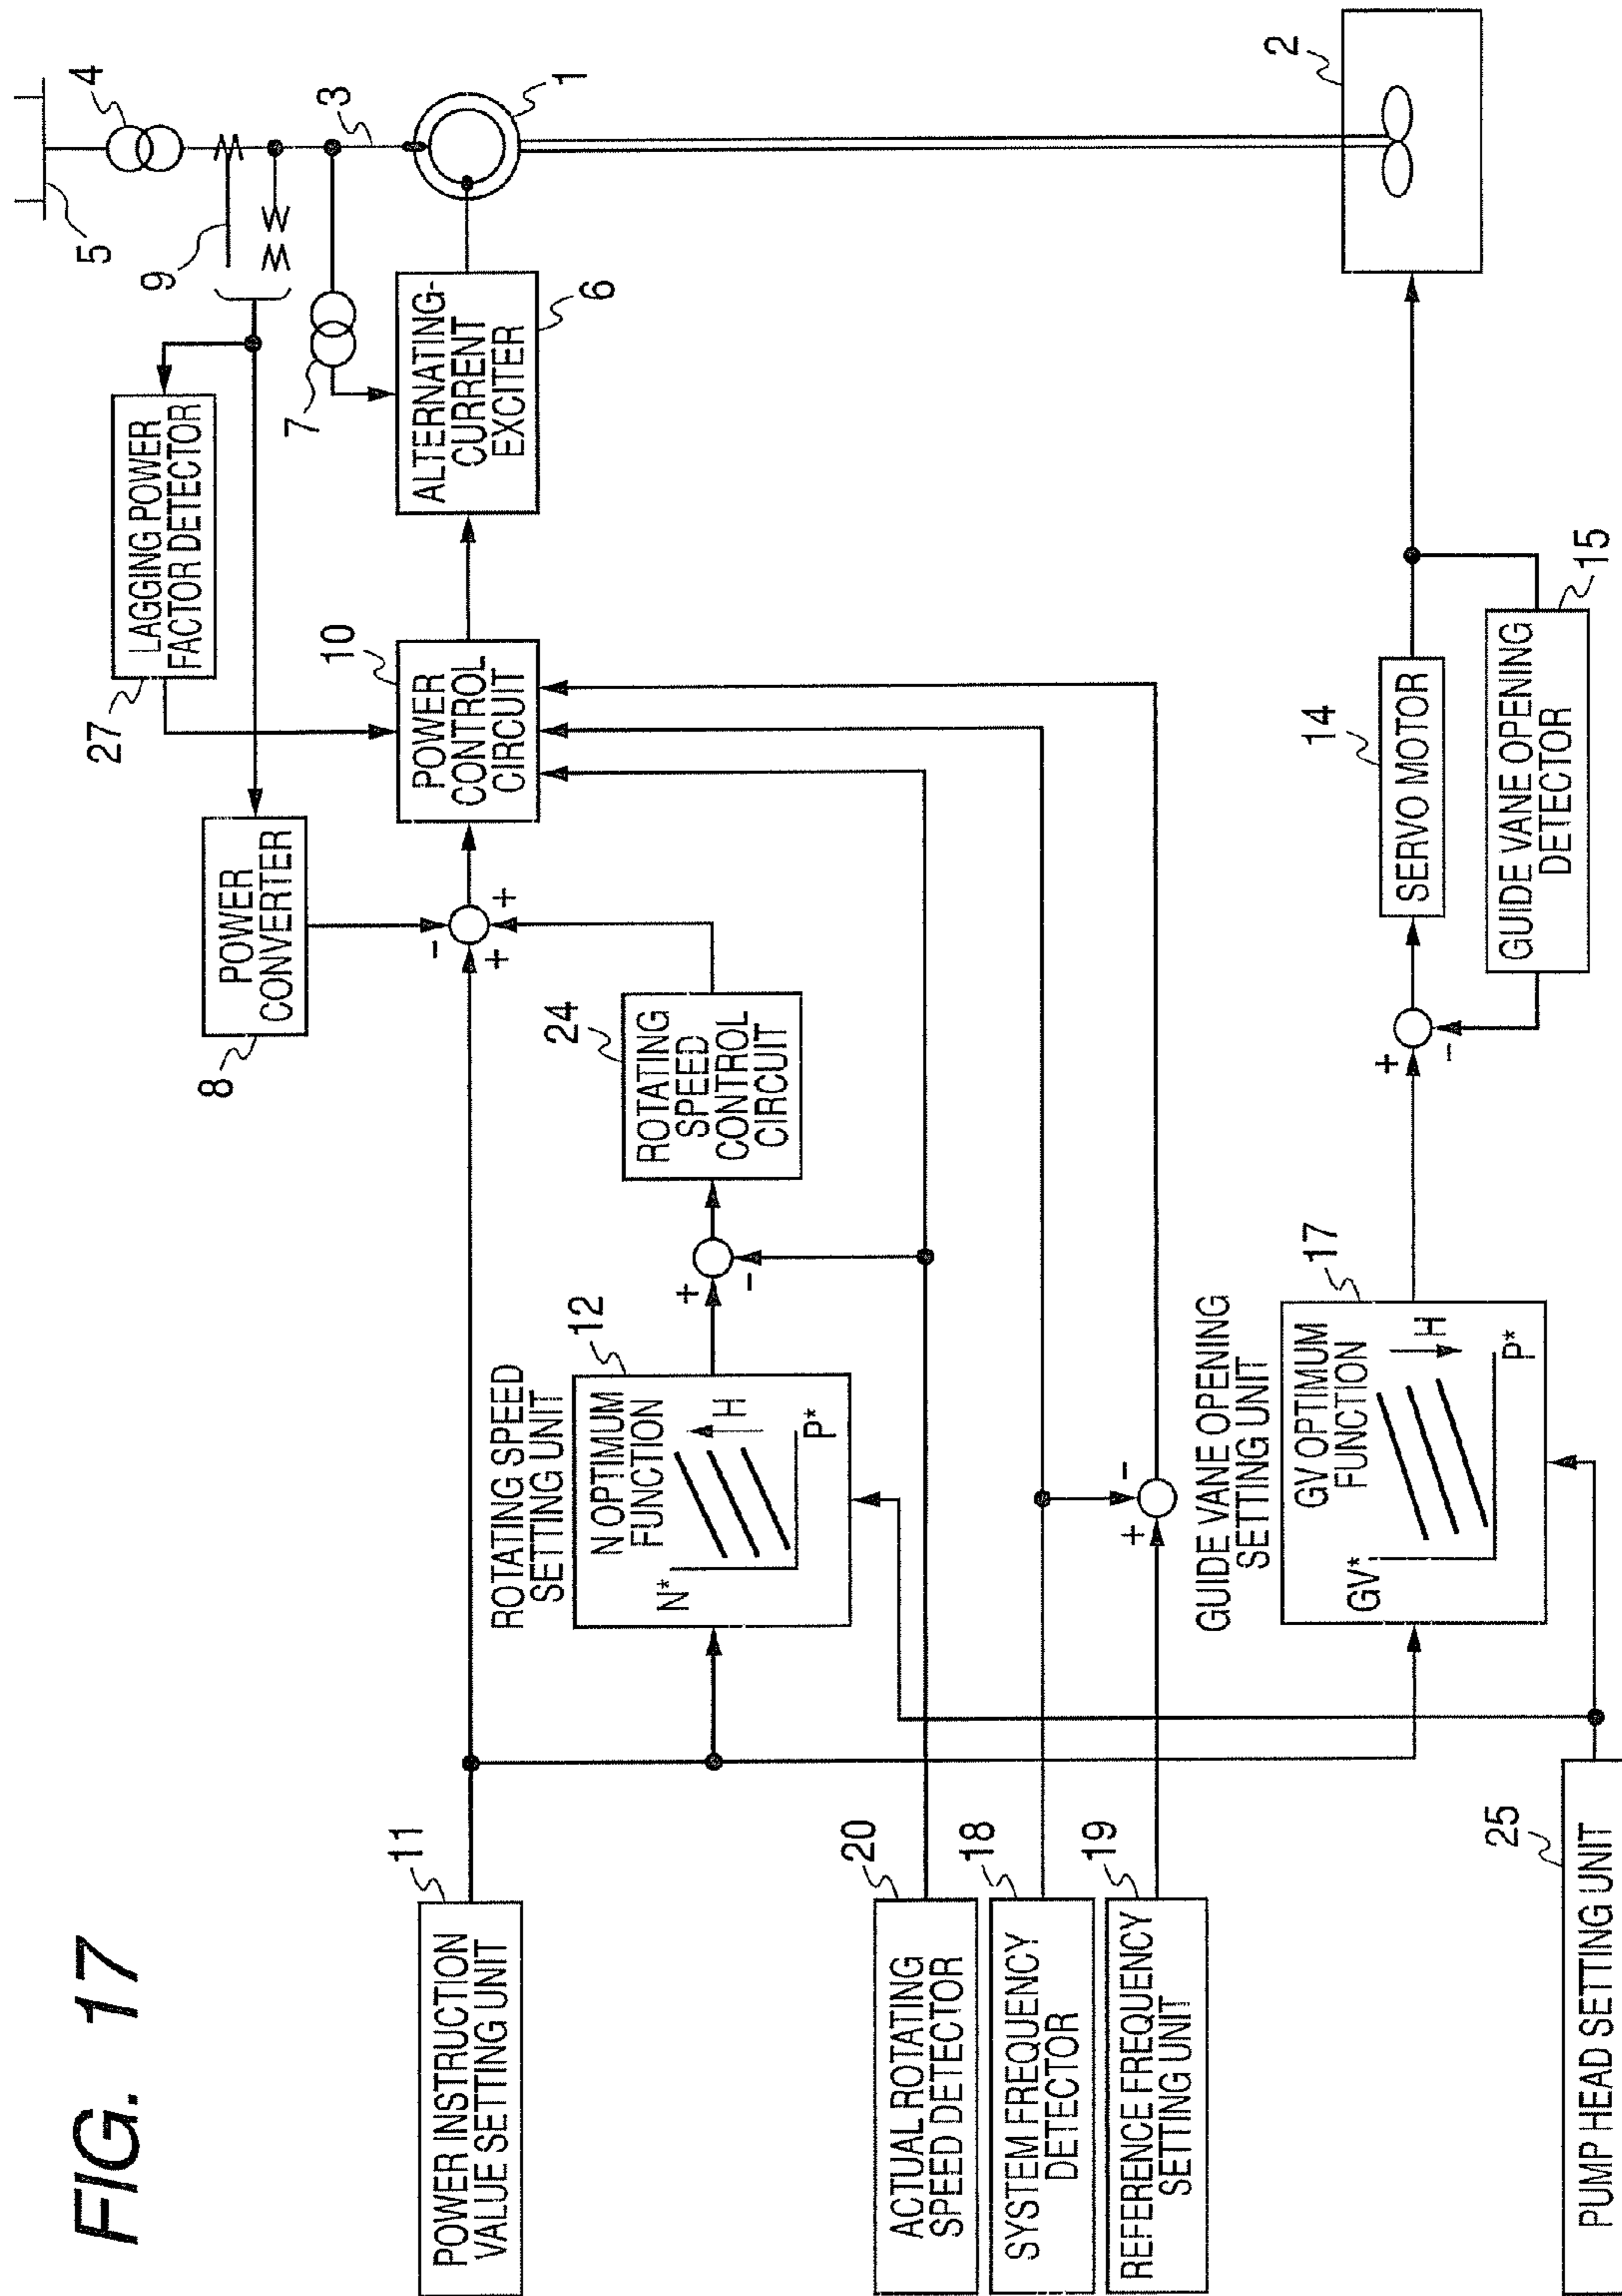 FIG. 17
5
4
9
3
1
2
7
ALTERNATING-
CURRENT
EXCITER
6
LAGGING POWER
FACTOR DETECTOR
27
10
POWER
CONTROL
CIRCUIT
POWER
CONVERTER
8
-
+
+
24
ROTATING
SPEED
CONTROL
CIRCUIT
+
-
ROTATING SPEED
SETTING UNIT
12
N OPTIMUM
FUNCTION
N*
H
P*
11
POWER INSTRUCTION
VALUE SETTING UNIT
20
ACTUAL ROTATING
SPEED DETECTOR
18
SYSTEM FREQUENCY
DETECTOR
19
REFERENCE FREQUENCY
SETTING UNIT
+
-
GUIDE VANE OPENING
SETTING UNIT
17
GV OPTIMUM
FUNCTION
GV*
H
P*
+
-
14
SERVO MOTOR
GUIDE VANE OPENING
DETECTOR
15
25
PUMP HEAD SETTING UNIT